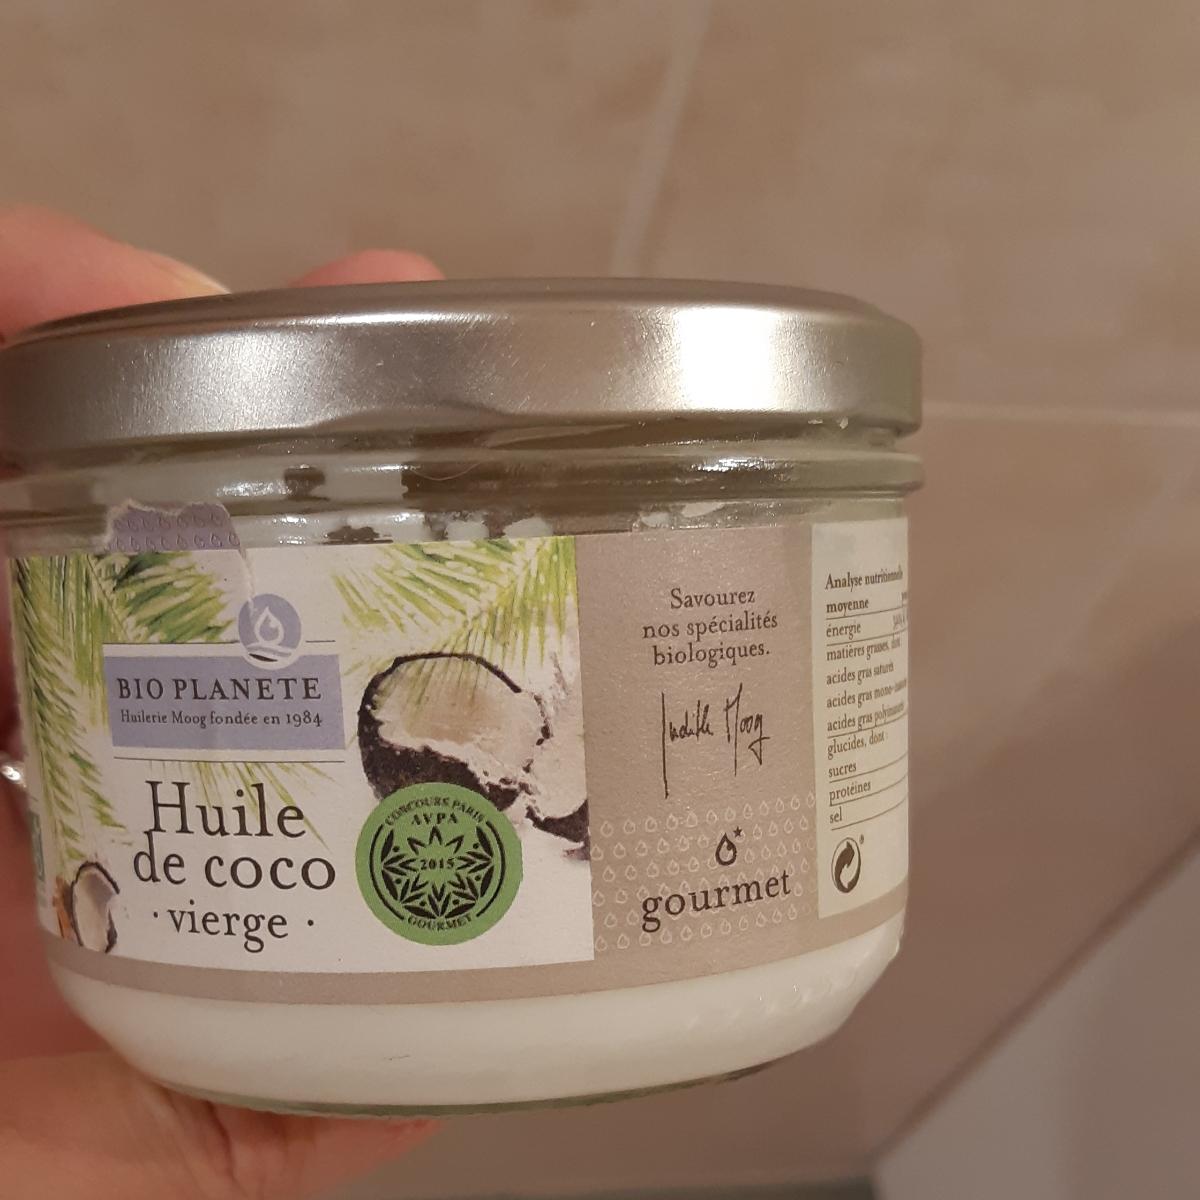 BIO PLANETE
Huilerie Moog fondée en 1984
Huile
de coco
· vierge ·
CONCOURS PARIS
AVPA
2015
GOURMET
Savourez
nos spécialités
biologiques.
Judith Moog
gourmet
Analyse nutritionnelle
moyenne
énergie
matières grasses, dont :
acides gras saturés
acides gras mono-
acides gras polyinsaturés
glucides, dont :
sucres
protéines
sel